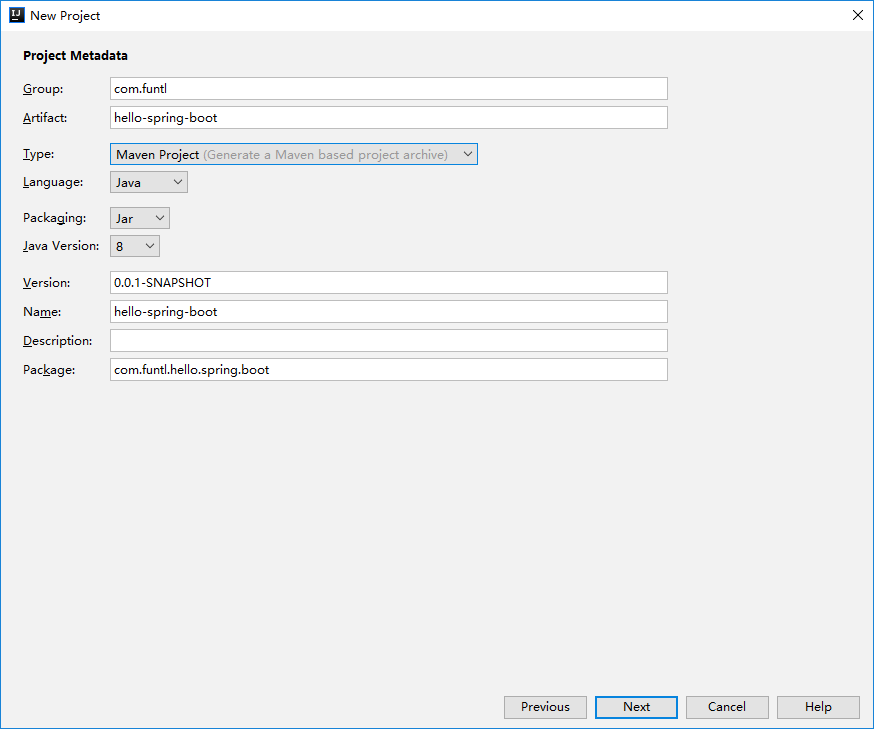 IJ New Project
Project Metadata
Group: com.funtl
Artifact: hello-spring-boot
Type: Maven Project (Generate a Maven based project archive)
Language: Java
Packaging: Jar
Java Version: 8
Version: 0.0.1-SNAPSHOT
Name: hello-spring-boot
Description:
Package: com.funtl.hello.spring.boot
Previous Next Cancel Help